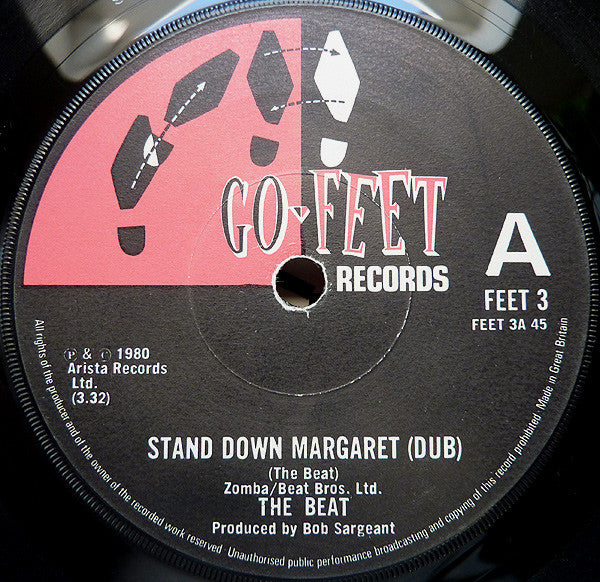 GO-FEET
RECORDS
A
FEET 3
FEET 3A 45
Ⓟ & © 1980
Arista Records
Ltd.
(3.32)
STAND DOWN MARGARET (DUB)
(The Beat)
Zomba/Beat Bros. Ltd.
THE BEAT
Produced by Bob Sargeant
All rights of the producer and of the owner of the recorded work reserved. Unauthorised public performance broadcasting and copying of this record prohibited. Made in Great Britain